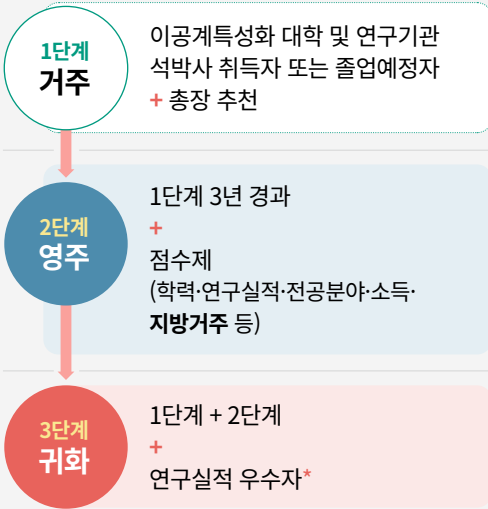 1단계
거주
이공계특성화 대학 및 연구기관
석박사 취득자 또는 졸업예정자
+ 총장 추천
2단계
영주
1단계 3년 경과
+
점수제
(학력·연구실적·전공분야·소득·
지방거주 등)
3단계
귀화
1단계 + 2단계
+
연구실적 우수자*